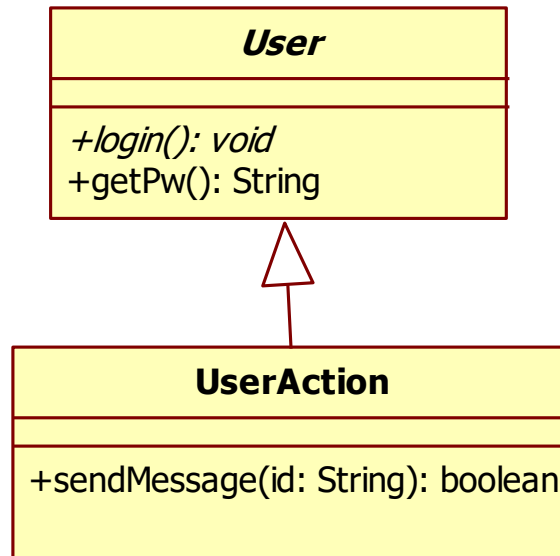 User
+login(): void
+getPw(): String
UserAction
+sendMessage(id: String): boolean